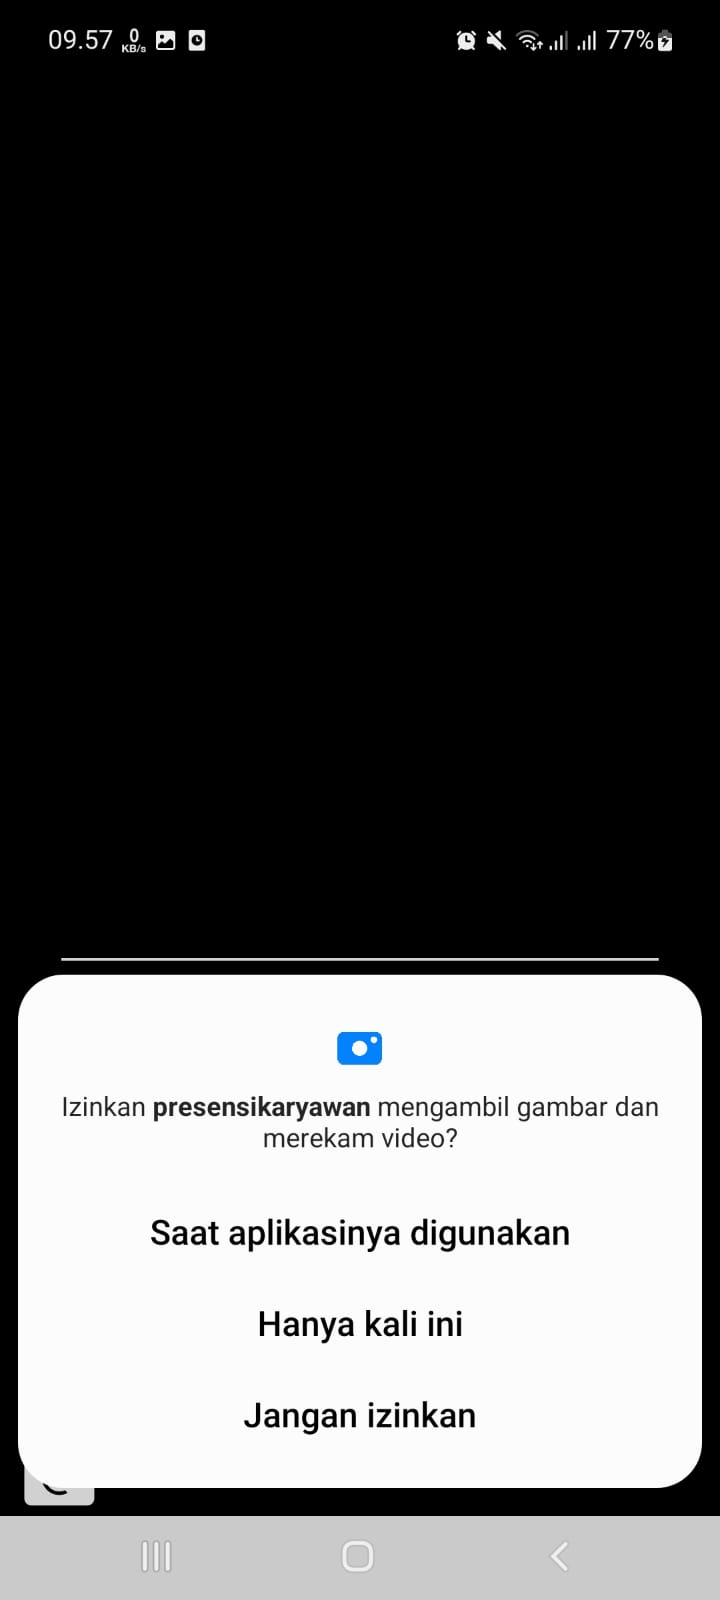 09.57 0 KB/s 77%
Izinkan presensikaryawan mengambil gambar dan
merekam video?
Saat aplikasinya digunakan
Hanya kali ini
Jangan izinkan